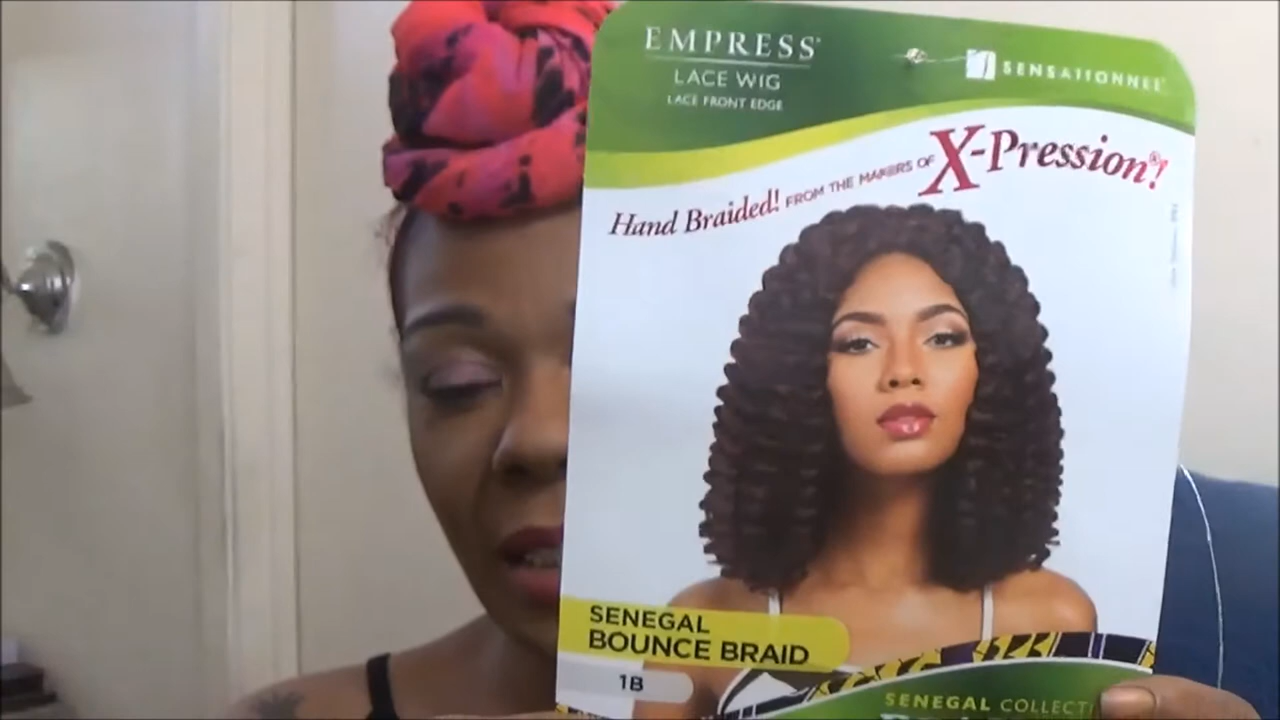 EMPRESS
LACE WIG
LACE FRONT EDGE
SENSATIONNEL
Hand Braided! FROM THE MAKERS OF X-Pression®!
SENEGAL
BOUNCE BRAID
1B
SENEGAL COLLECTI